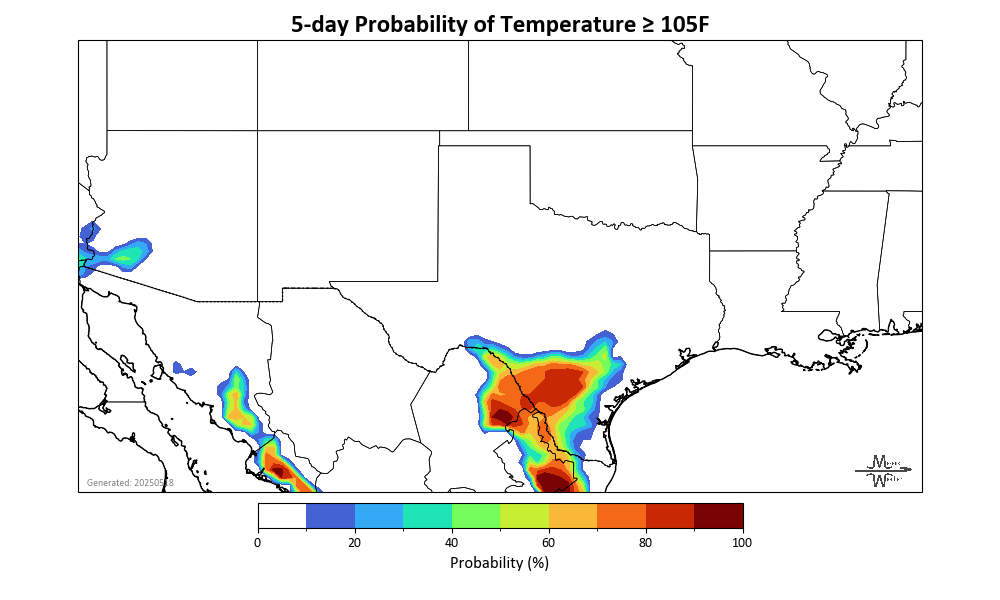 5-day Probability of Temperature ≥ 105F
Generated: 20250518
0 20 40 60 80 100
Probability (%)